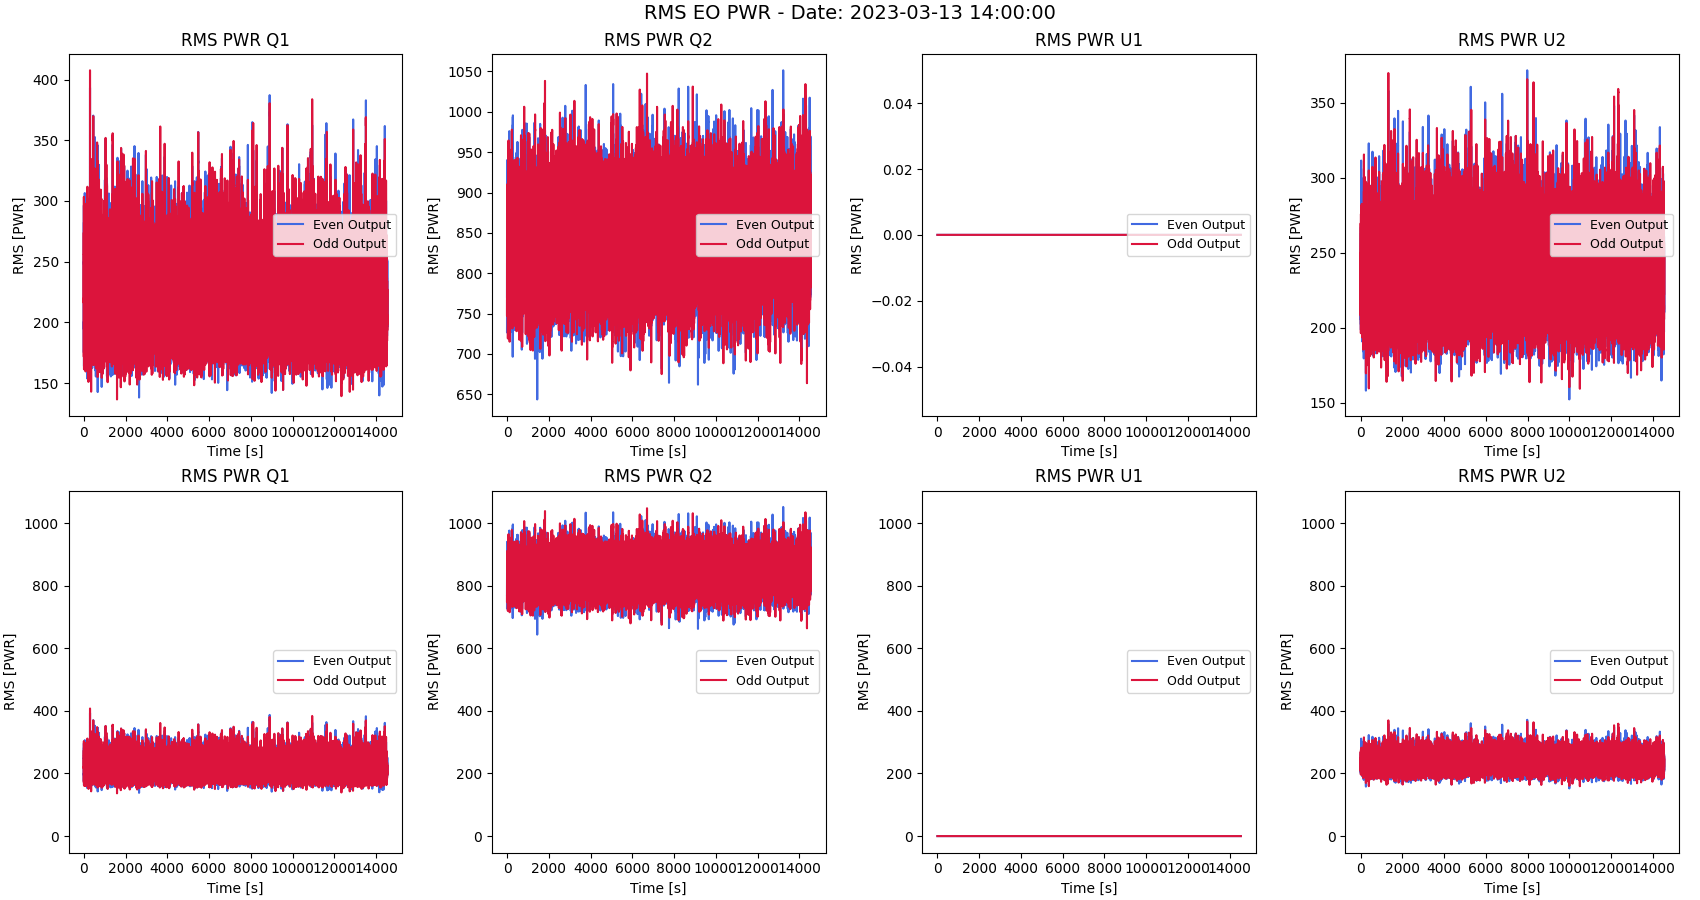 RMS EO PWR - Date: 2023-03-13 14:00:00
RMS PWR Q1
RMS [PWR]
400
350
300
250
200
150
Even Output
Odd Output
0 2000 4000 6000 8000 10000 12000 14000
Time [s]
RMS PWR Q2
RMS [PWR]
1050
1000
950
900
850
800
750
700
650
Even Output
Odd Output
0 2000 4000 6000 8000 10000 12000 14000
Time [s]
RMS PWR U1
RMS [PWR]
0.04
0.02
0.00
−0.02
−0.04
Even Output
Odd Output
0 2000 4000 6000 8000 10000 12000 14000
Time [s]
RMS PWR U2
RMS [PWR]
350
300
250
200
150
Even Output
Odd Output
0 2000 4000 6000 8000 10000 12000 14000
Time [s]
RMS PWR Q1
RMS [PWR]
1000
800
600
400
200
0
Even Output
Odd Output
0 2000 4000 6000 8000 10000 12000 14000
Time [s]
RMS PWR Q2
RMS [PWR]
1000
800
600
400
200
0
Even Output
Odd Output
0 2000 4000 6000 8000 10000 12000 14000
Time [s]
RMS PWR U1
RMS [PWR]
1000
800
600
400
200
0
Even Output
Odd Output
0 2000 4000 6000 8000 10000 12000 14000
Time [s]
RMS PWR U2
RMS [PWR]
1000
800
600
400
200
0
Even Output
Odd Output
0 2000 4000 6000 8000 10000 12000 14000
Time [s]